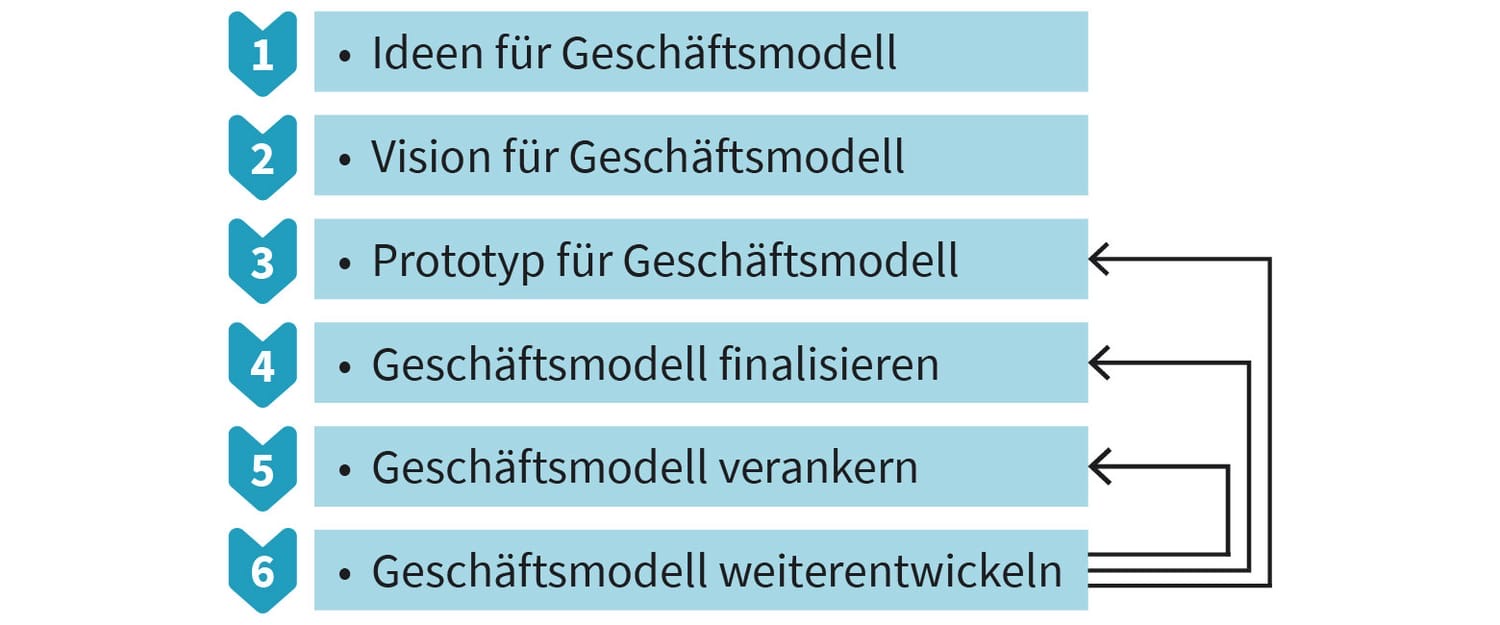 1 • Ideen für Geschäftsmodell
2 • Vision für Geschäftsmodell
3 • Prototyp für Geschäftsmodell
4 • Geschäftsmodell finalisieren
5 • Geschäftsmodell verankern
6 • Geschäftsmodell weiterentwickeln